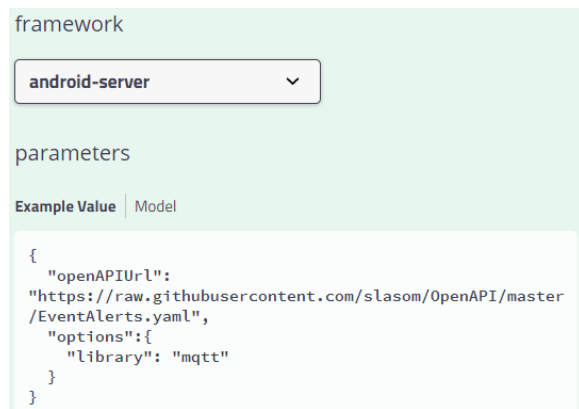 framework
android-server
parameters
Example Value Model
{
"openAPIUrl":
"https://raw.githubusercontent.com/slasom/OpenAPI/master
/EventAlerts.yaml",
"options":{
"library": "mqtt"
}
}